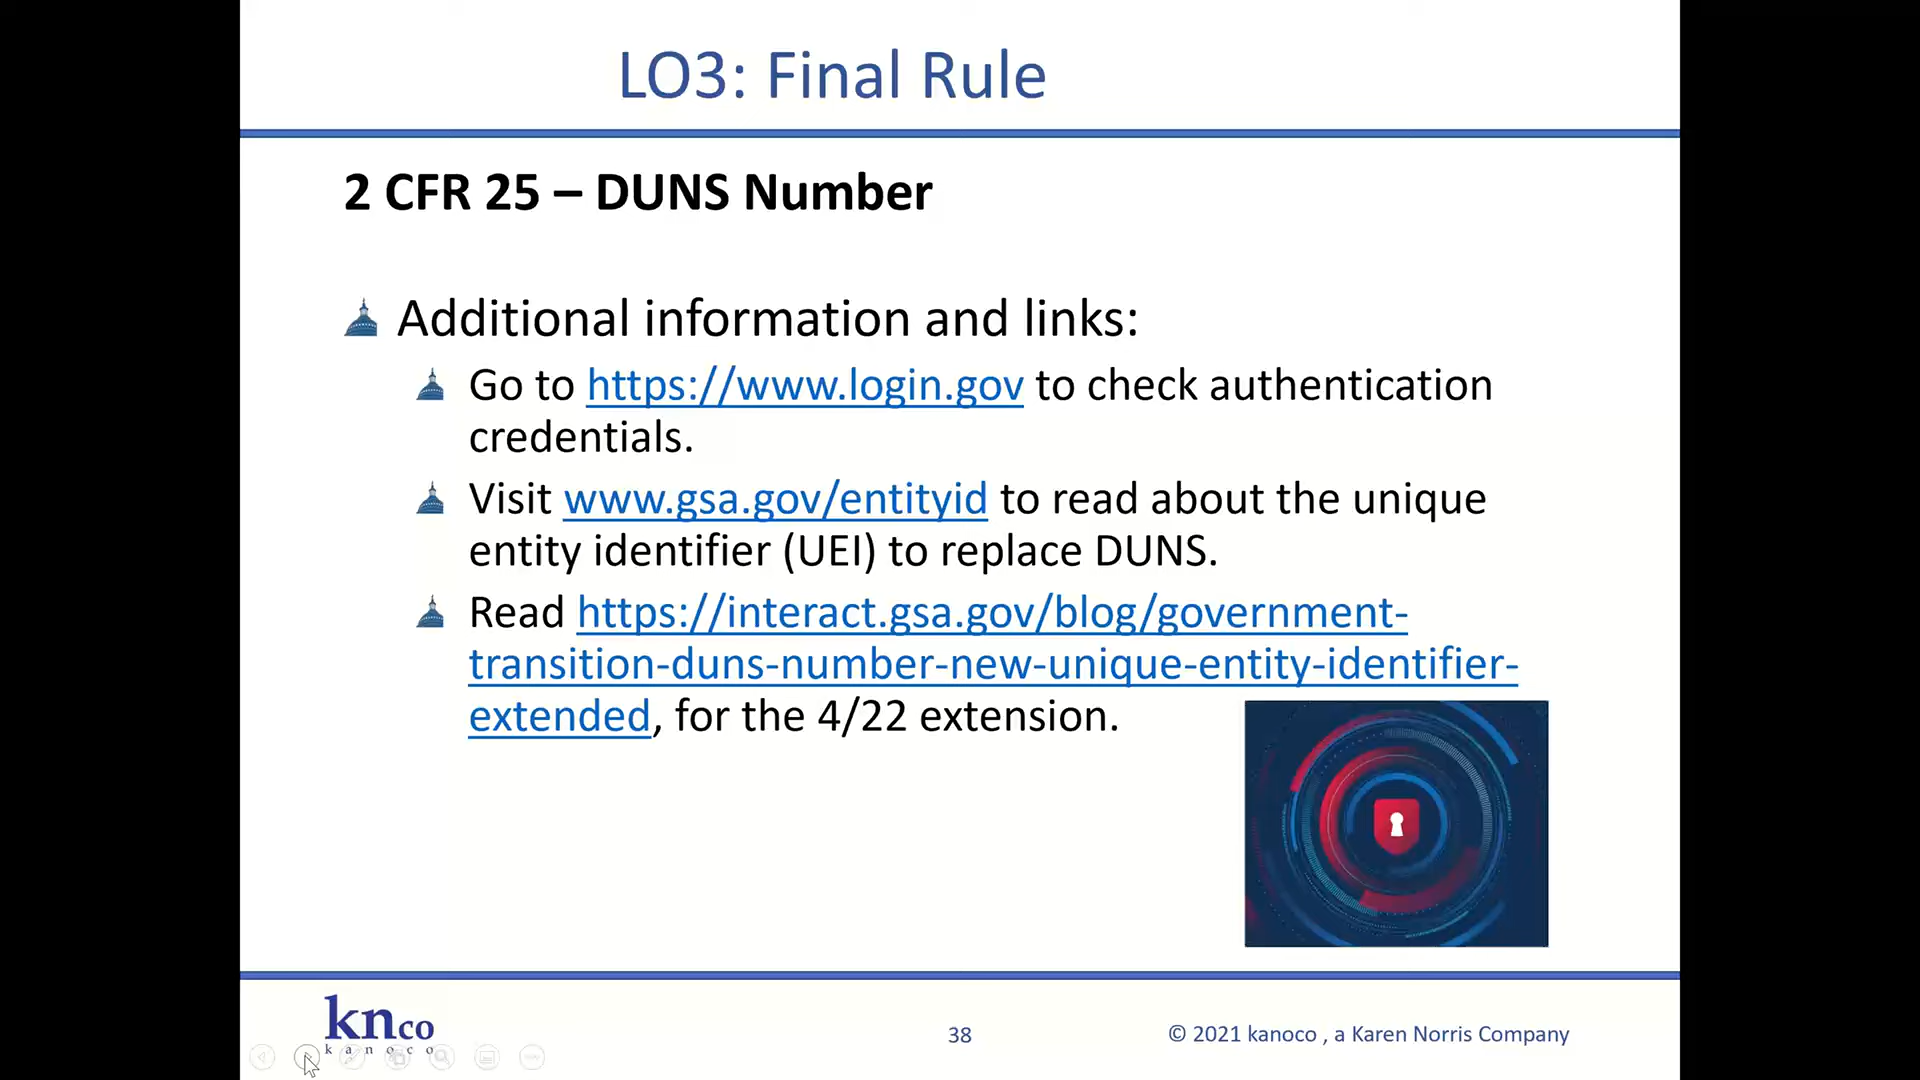 LO3: Final Rule
2 CFR 25 – DUNS Number
Additional information and links:
Go to https://www.login.gov to check authentication
credentials.
Visit www.gsa.gov/entityid to read about the unique
entity identifier (UEI) to replace DUNS.
Read https://interact.gsa.gov/blog/government-
transition-duns-number-new-unique-entity-identifier-
extended, for the 4/22 extension.
knco
kanoco
38
© 2021 kanoco , a Karen Norris Company